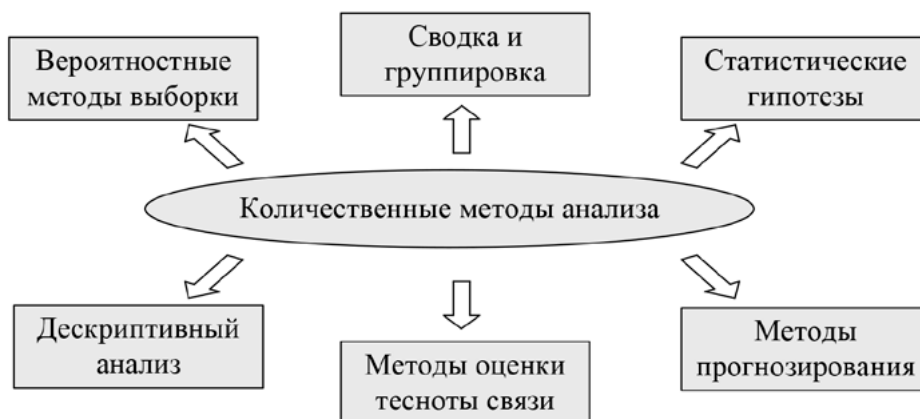 Вероятностные
методы выборки
Сводка и
группировка
Статистические
гипотезы
Количественные методы анализа
Дескриптивный
анализ
Методы оценки
тесноты связи
Методы
прогнозирования